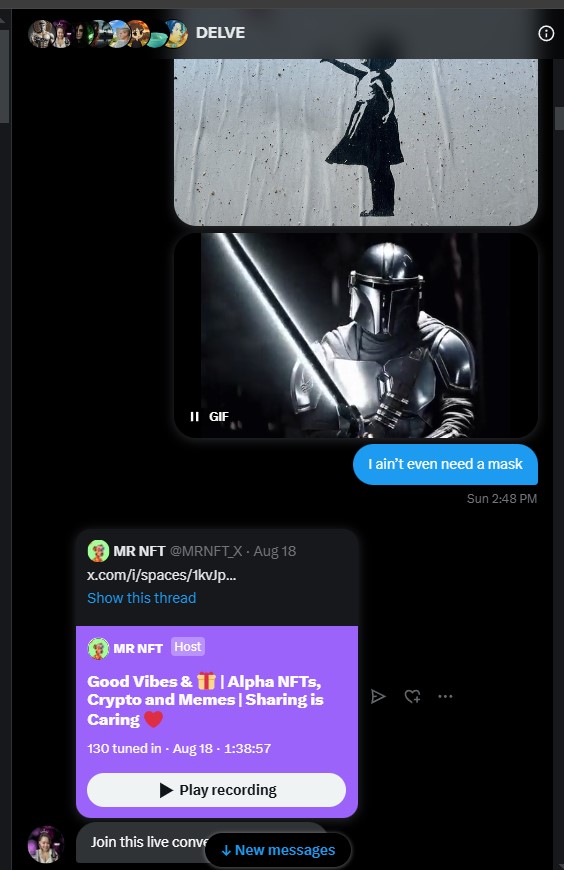 DELVE
GIF
I ain't even need a mask
Sun 2:48 PM
MR NFT @MRNFT_X · Aug 18
x.com/i/spaces/1kvJp...
Show this thread
MR NFT Host
Good Vibes & 🎁 | Alpha NFTs,
Crypto and Memes | Sharing is
Caring ❤️
130 tuned in · Aug 18 · 1:38:57
Play recording
Join this live conve
New messages